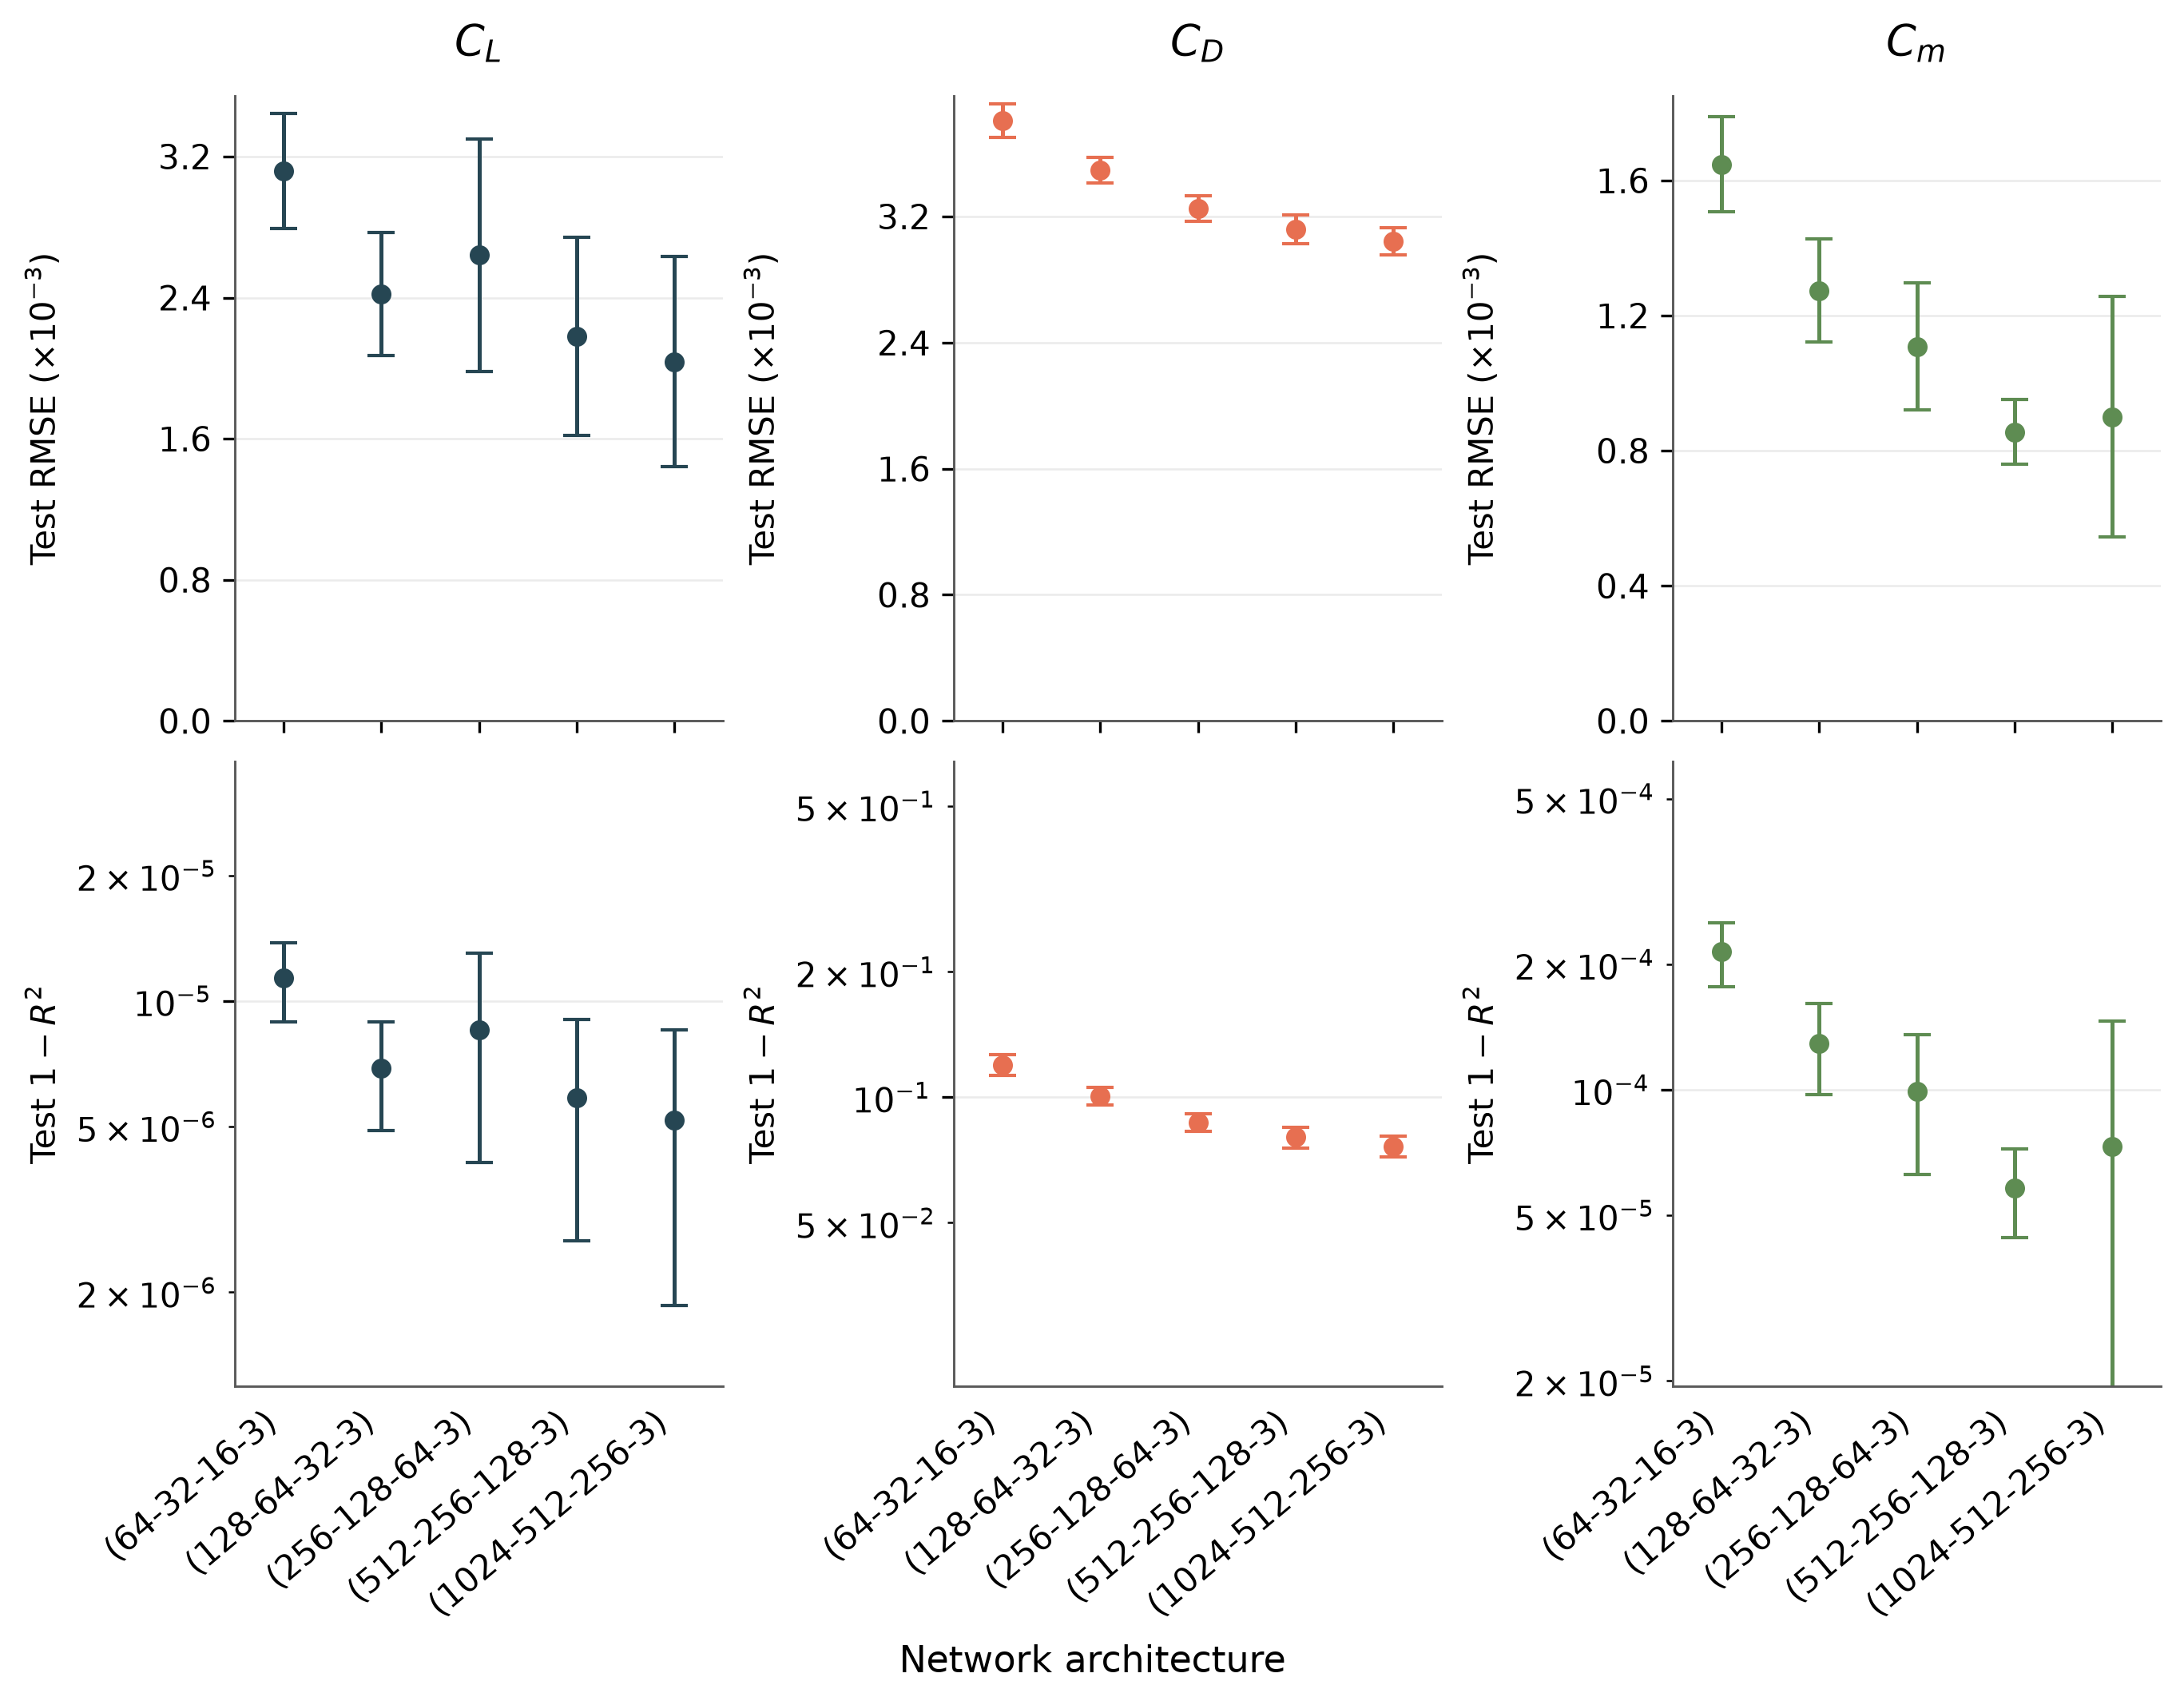 C_L
C_D
C_m
Test RMSE (×10⁻³)
3.2
2.4
1.6
0.8
0.0
Test RMSE (×10⁻³)
3.2
2.4
1.6
0.8
0.0
Test RMSE (×10⁻³)
1.6
1.2
0.8
0.4
0.0
Test 1 − R²
2 × 10⁻⁵
10⁻⁵
5 × 10⁻⁶
2 × 10⁻⁶
Test 1 − R²
5 × 10⁻¹
2 × 10⁻¹
10⁻¹
5 × 10⁻²
Test 1 − R²
5 × 10⁻⁴
2 × 10⁻⁴
10⁻⁴
5 × 10⁻⁵
2 × 10⁻⁵
(64-32-16-3)
(128-64-32-3)
(256-128-64-3)
(512-256-128-3)
(1024-512-256-3)
(64-32-16-3)
(128-64-32-3)
(256-128-64-3)
(512-256-128-3)
(1024-512-256-3)
(64-32-16-3)
(128-64-32-3)
(256-128-64-3)
(512-256-128-3)
(1024-512-256-3)
Network architecture